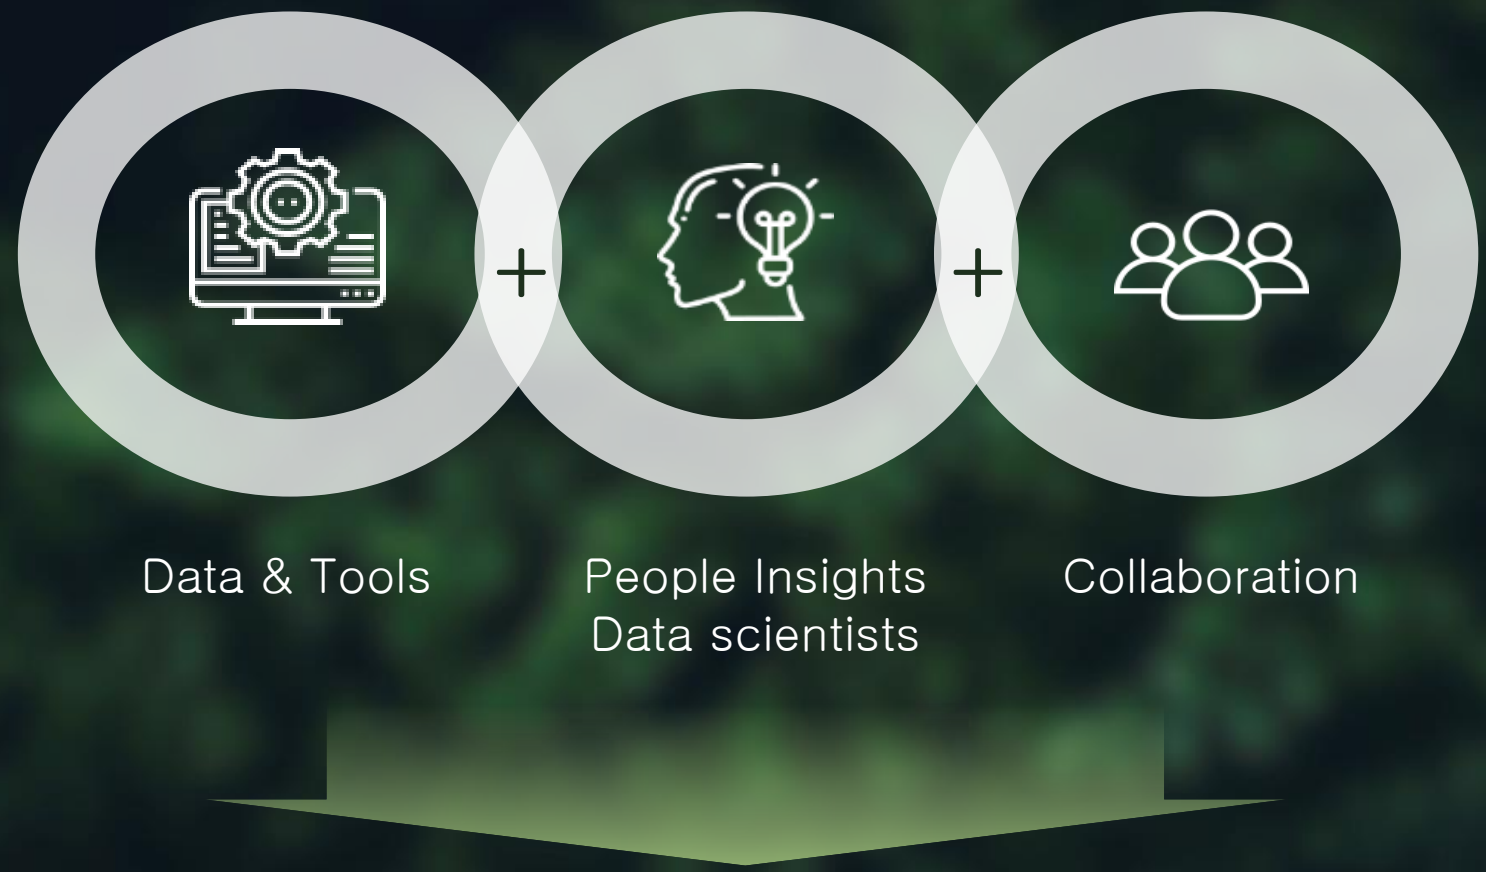 + +
Data & Tools
People Insights
Data scientists
Collaboration